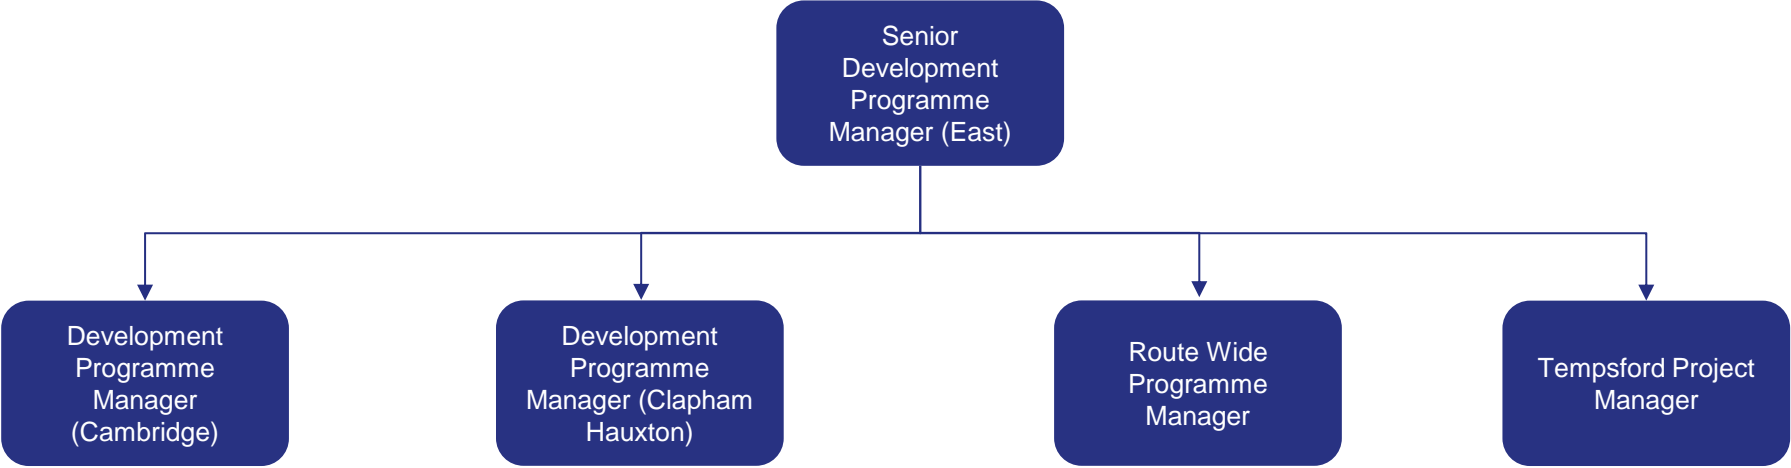 Senior
Development
Programme
Manager (East)
Development
Programme
Manager
(Cambridge)
Development
Programme
Manager (Clapham
Hauxton)
Route Wide
Programme
Manager
Tempsford Project
Manager